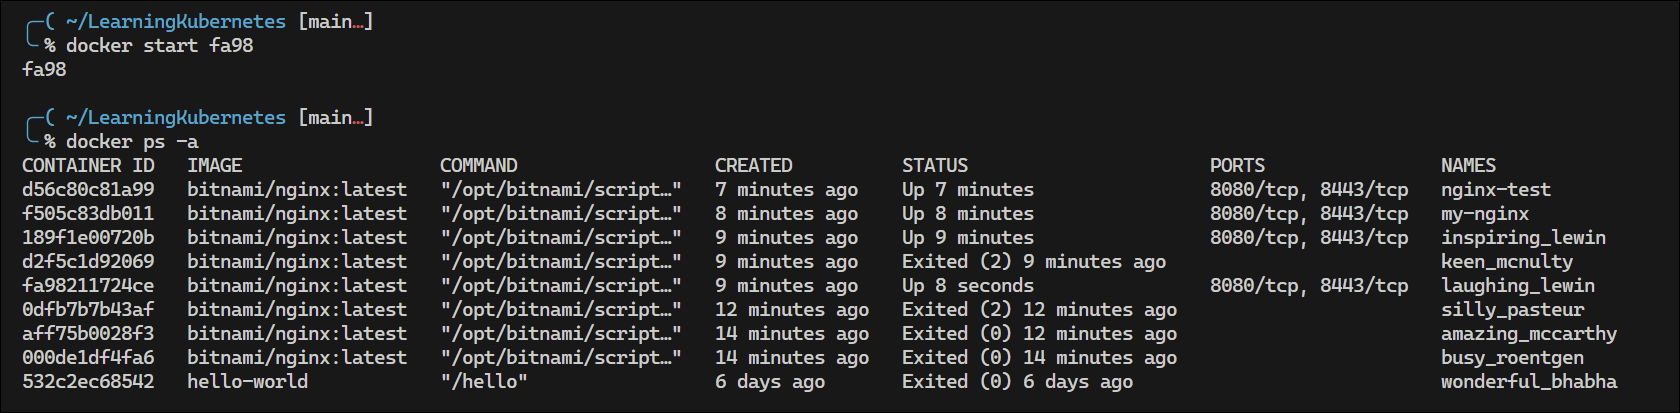 ( ~/LearningKubernetes [main…]
% docker start fa98
fa98
( ~/LearningKubernetes [main…]
% docker ps -a
CONTAINER ID   IMAGE                  COMMAND                  CREATED          STATUS                      PORTS                NAMES
d56c80c81a99   bitnami/nginx:latest   "/opt/bitnami/script…"   7 minutes ago    Up 7 minutes                8080/tcp, 8443/tcp   nginx-test
f505c83db011   bitnami/nginx:latest   "/opt/bitnami/script…"   8 minutes ago    Up 8 minutes                8080/tcp, 8443/tcp   my-nginx
189f1e00720b   bitnami/nginx:latest   "/opt/bitnami/script…"   9 minutes ago    Up 9 minutes                8080/tcp, 8443/tcp   inspiring_lewin
d2f5c1d92069   bitnami/nginx:latest   "/opt/bitnami/script…"   9 minutes ago    Exited (2) 9 minutes ago                         keen_mcnulty
fa98211724ce   bitnami/nginx:latest   "/opt/bitnami/script…"   9 minutes ago    Up 8 seconds                8080/tcp, 8443/tcp   laughing_lewin
0dfb7b7b43af   bitnami/nginx:latest   "/opt/bitnami/script…"   12 minutes ago   Exited (2) 12 minutes ago                        silly_pasteur
aff75b0028f3   bitnami/nginx:latest   "/opt/bitnami/script…"   14 minutes ago   Exited (0) 12 minutes ago                        amazing_mccarthy
000de1df4fa6   bitnami/nginx:latest   "/opt/bitnami/script…"   14 minutes ago   Exited (0) 14 minutes ago                        busy_roentgen
532c2ec68542   hello-world            "/hello"                 6 days ago       Exited (0) 6 days ago                            wonderful_bhabha